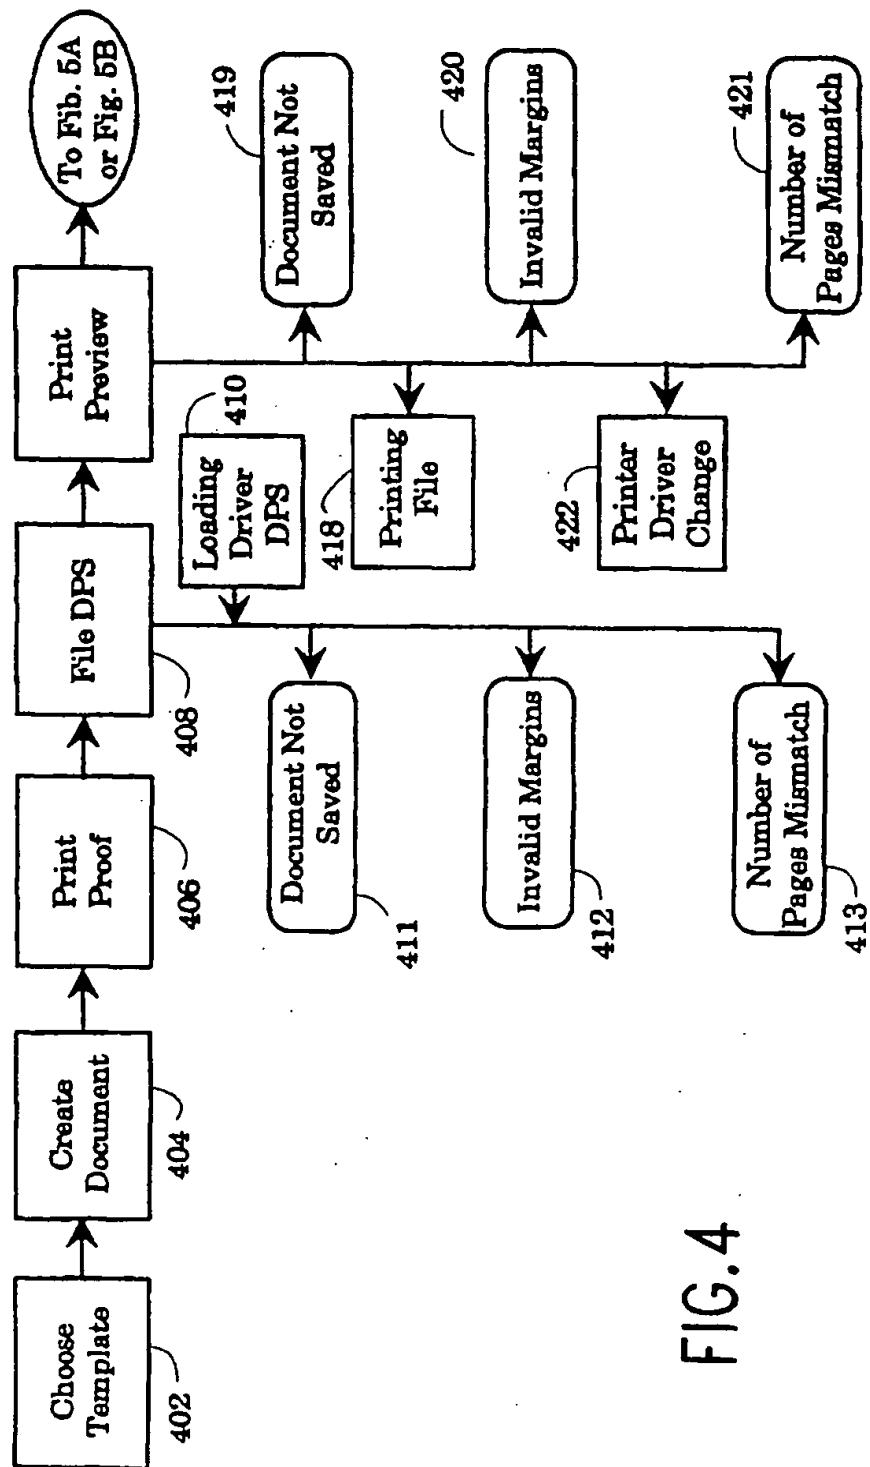 Choose
Template
402
Create
Document
404
Print
Proof
406
File DPS
408
Print
Preview
To Fib. 5A
or Fig. 5B
Loading
Driver
DPS
410
Document Not
Saved
411
Invalid Margins
412
Number of
Pages Mismatch
413
Printing
File
418
Document Not
Saved
419
Invalid Margins
420
Number of
Pages Mismatch
421
Printer
Driver
Change
422
FIG.4